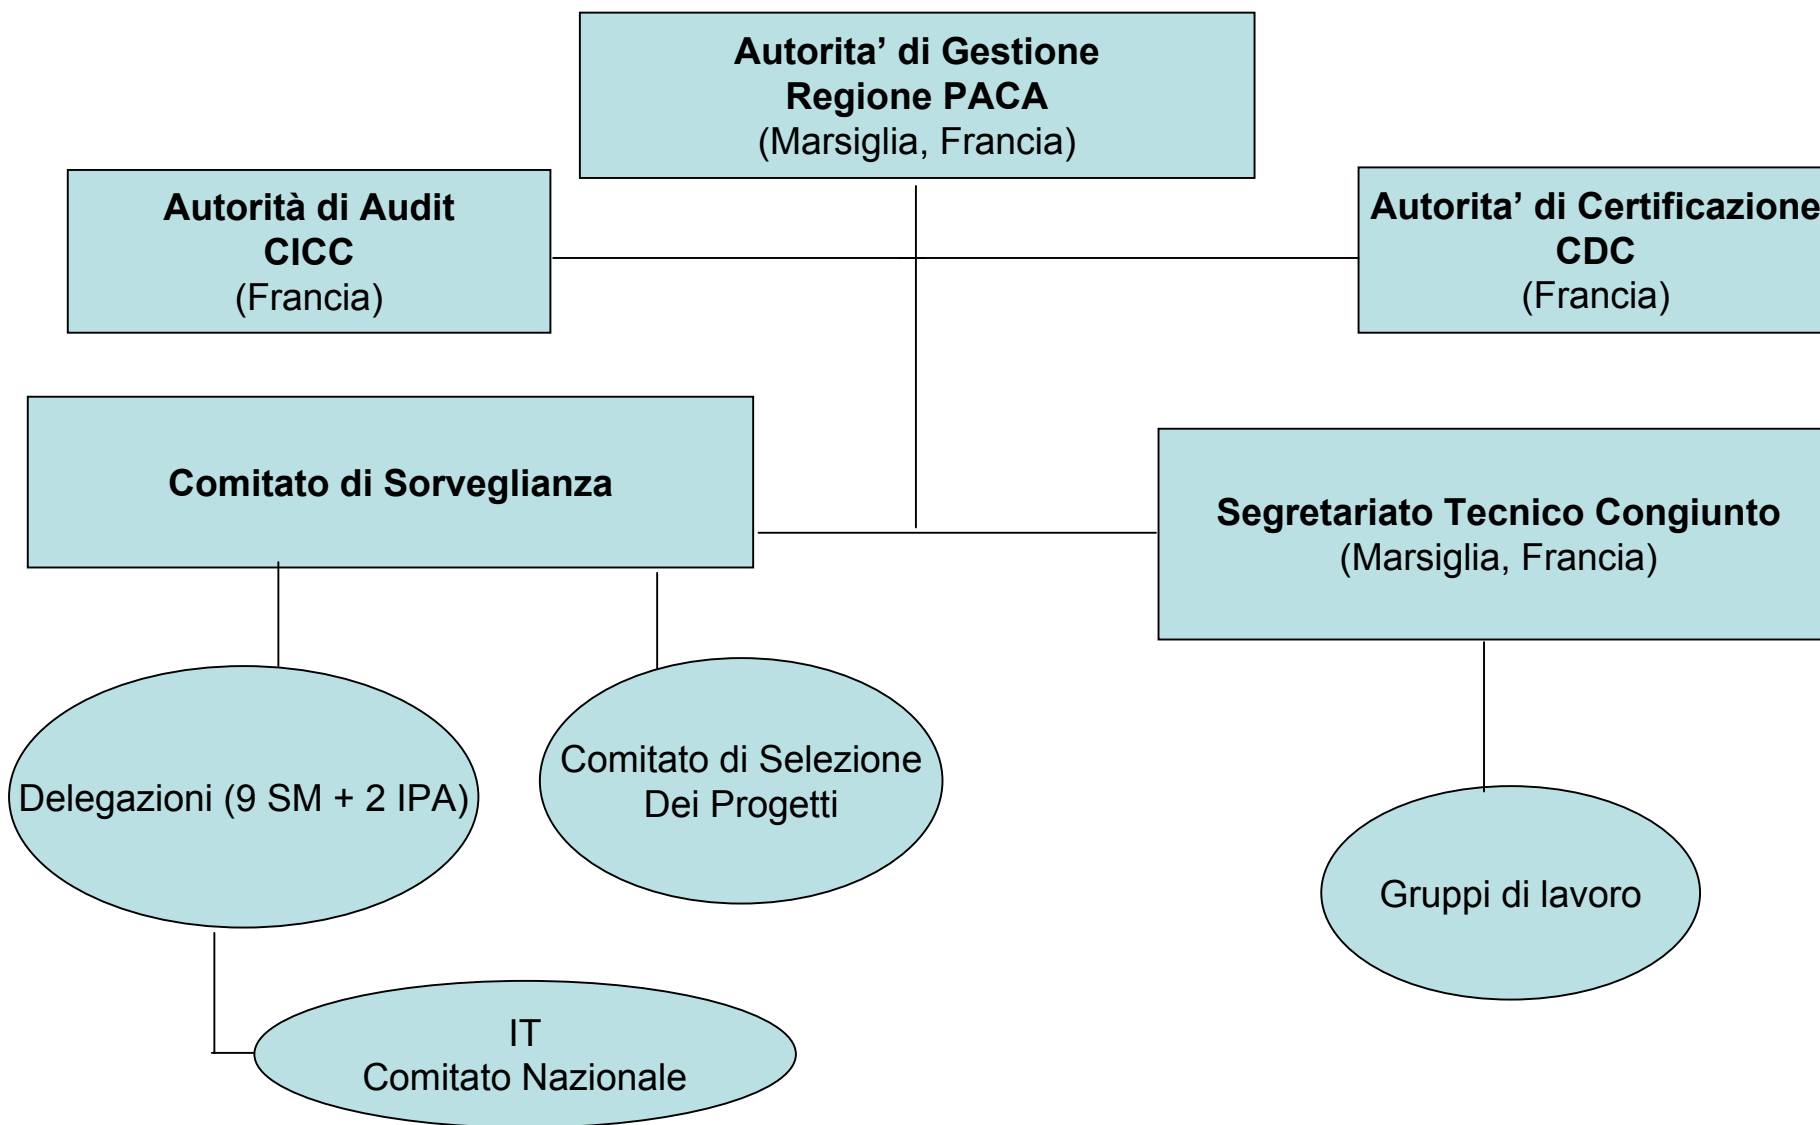 Autorita’ di Gestione
Regione PACA
(Marsiglia, Francia)
Autorità di Audit
CICC
(Francia)
Autorita’ di Certificazione
CDC
(Francia)
Comitato di Sorveglianza
Segretariato Tecnico Congiunto
(Marsiglia, Francia)
Delegazioni (9 SM + 2 IPA)
Comitato di Selezione
Dei Progetti
Gruppi di lavoro
IT
Comitato Nazionale